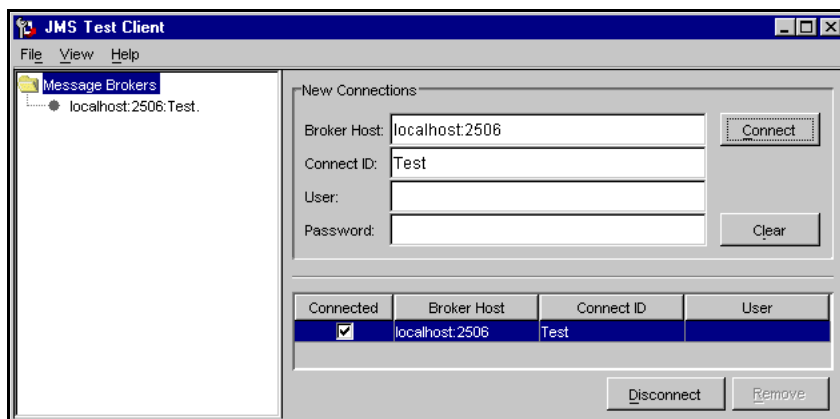 JMS Test Client
File View Help
Message Brokers
localhost:2506:Test.
New Connections
Broker Host: localhost:2506
Connect
Connect ID: Test
User:
Password:
Clear
Connected Broker Host Connect ID User
localhost:2506 Test
Disconnect Remove